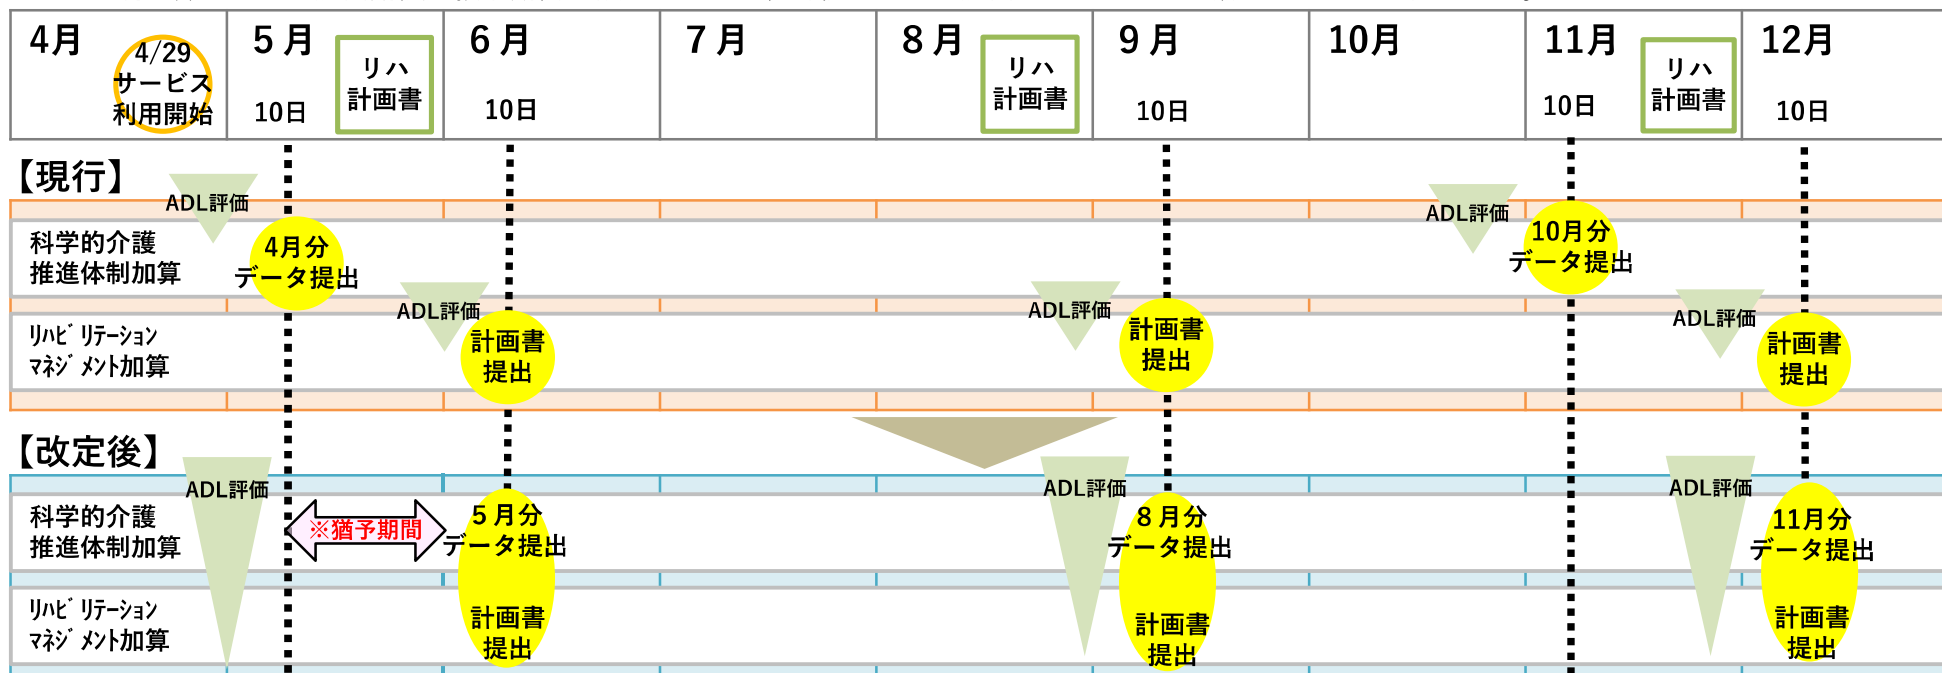 4月
4/29
サービス
利用開始
5月
10日
リハ
計画書
6月
10日
7月
8月
リハ
計画書
9月
10日
10月
11月
10日
リハ
計画書
12月
10日
【現行】
ADL評価
ADL評価
科学的介護
推進体制加算
4月分
データ提出
10月分
データ提出
ADL評価
ADL評価
ADL評価
リハビリテーション
マネジメント加算
計画書
提出
計画書
提出
計画書
提出
【改定後】
ADL評価
ADL評価
ADL評価
科学的介護
推進体制加算
※猶予期間
5月分
データ提出
8月分
データ提出
11月分
データ提出
リハビリテーション
マネジメント加算
計画書
提出
計画書
提出
計画書
提出